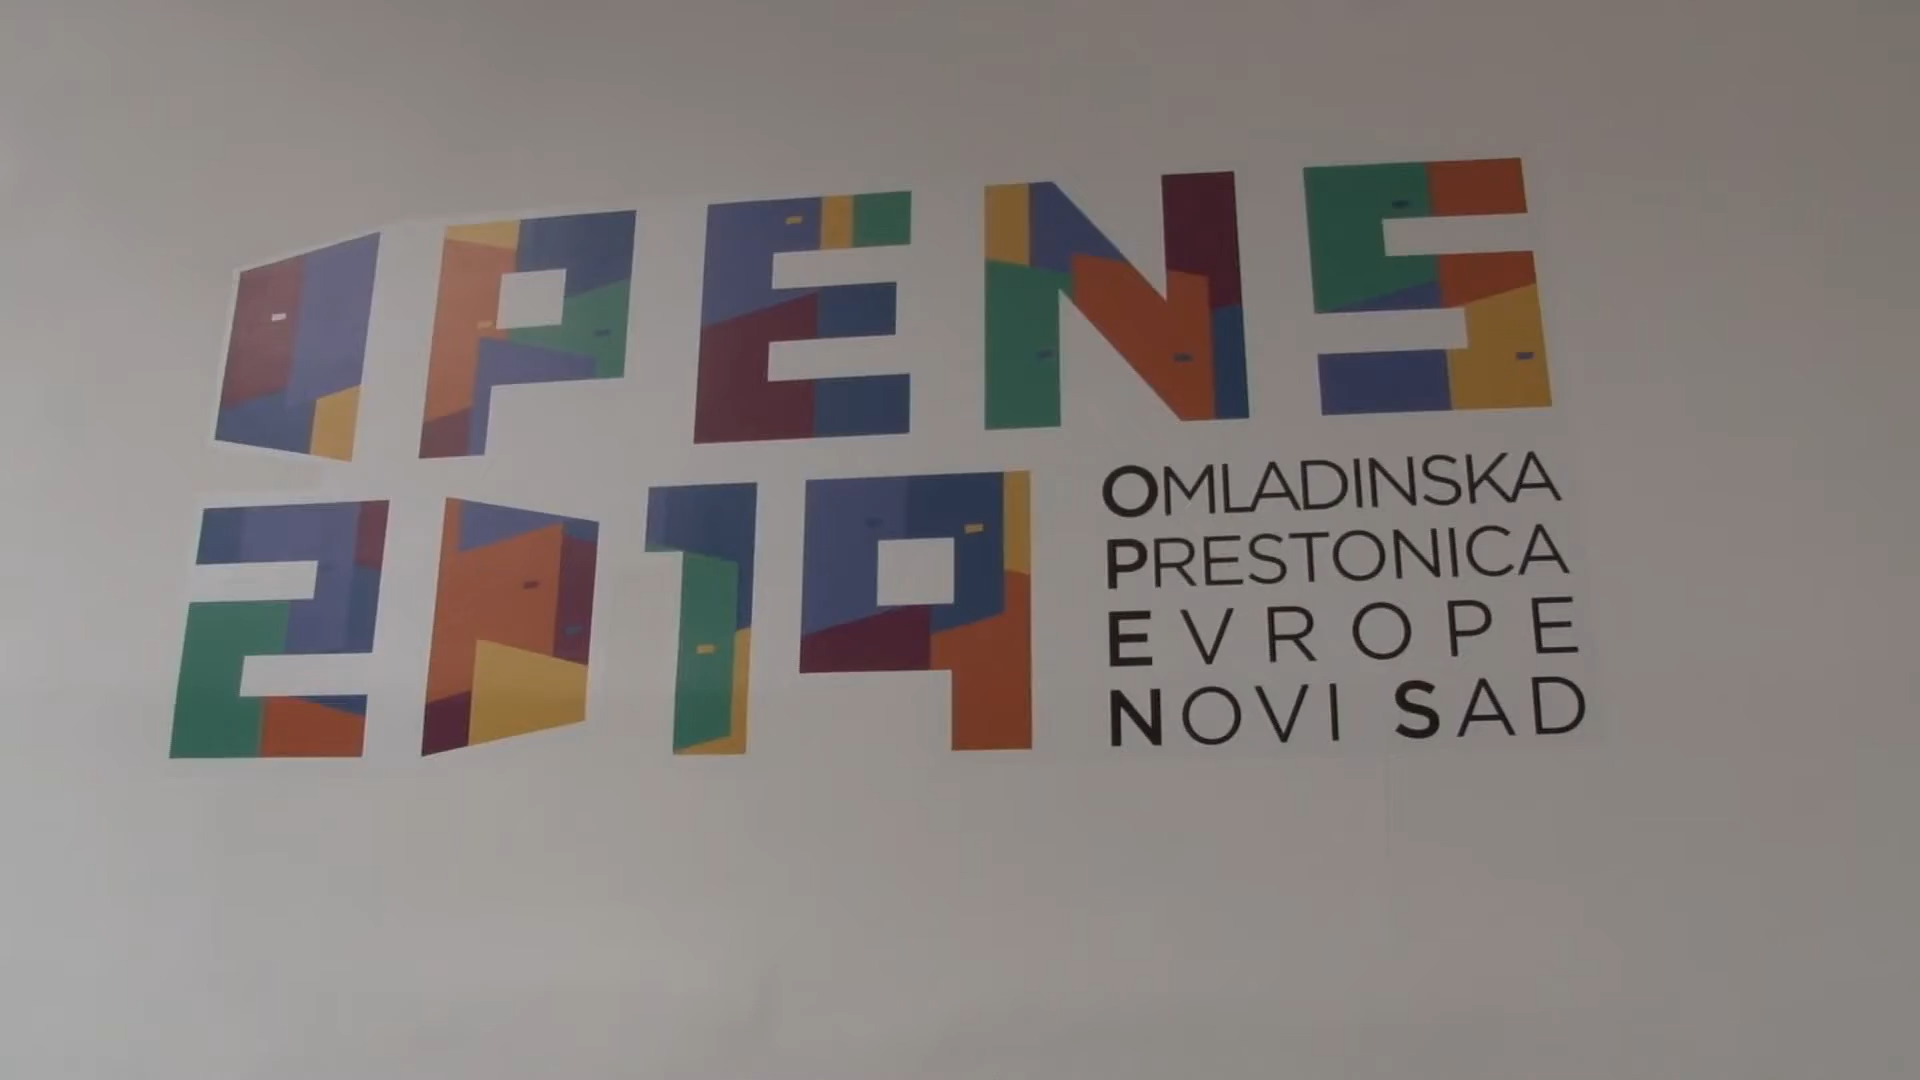 OPENS
2019
OMLADINSKA
PRESTONICA
EVROPE
NOVI SAD